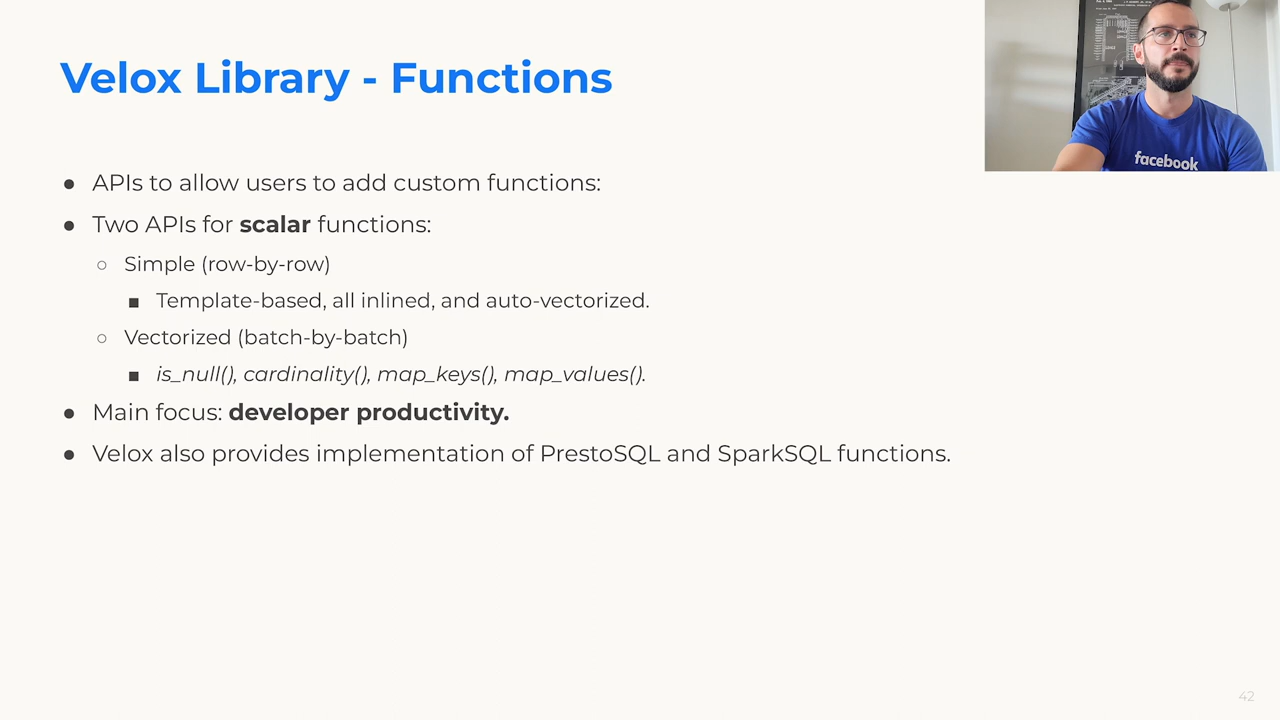 Velox Library - Functions
facebook
● APIs to allow users to add custom functions:
● Two APIs for scalar functions:
○ Simple (row-by-row)
■ Template-based, all inlined, and auto-vectorized.
○ Vectorized (batch-by-batch)
■ is_null(), cardinality(), map_keys(), map_values().
● Main focus: developer productivity.
● Velox also provides implementation of PrestoSQL and SparkSQL functions.
42